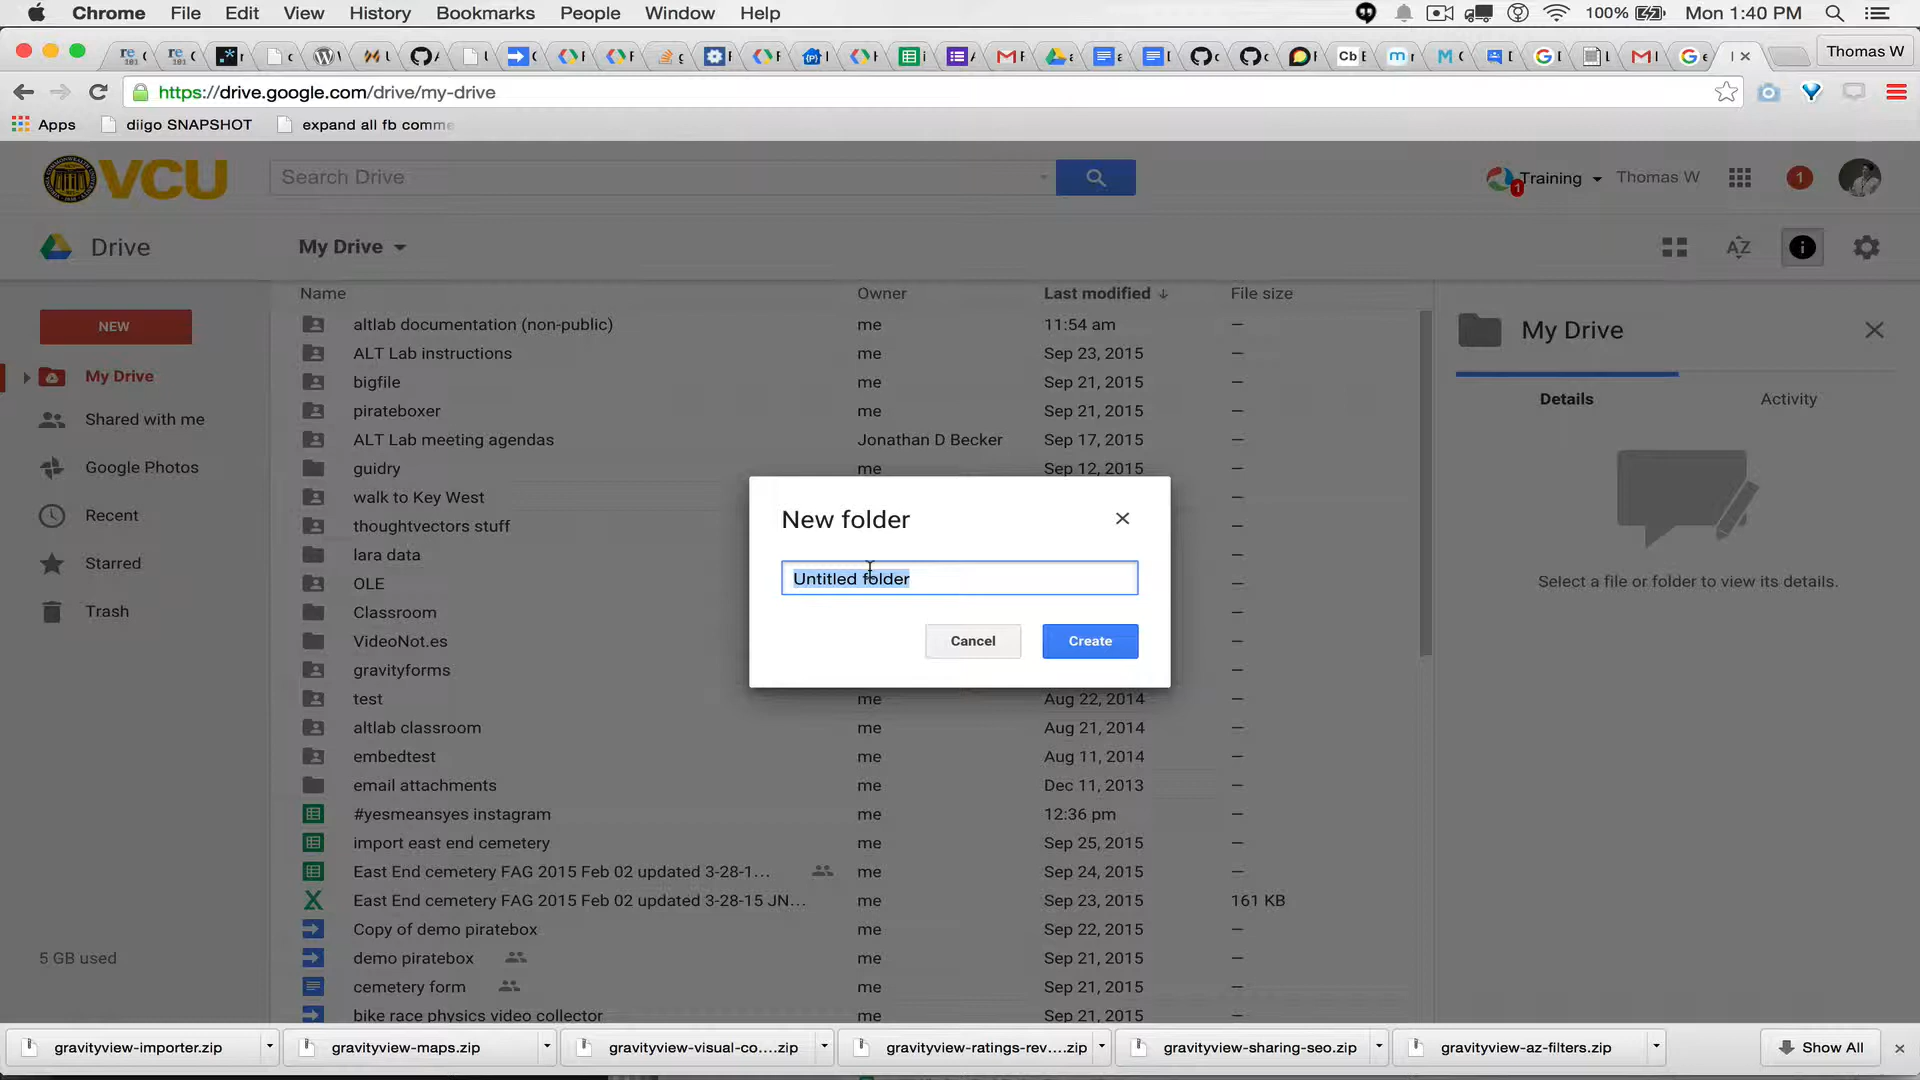 Chrome File Edit View History Bookmarks People Window Help 100% Mon 1:40 PM
Thomas W
https://drive.google.com/drive/my-drive
Apps diigo SNAPSHOT expand all fb comme
VCU Search Drive Training Thomas W 1
1
Drive My Drive AZ
Name Owner Last modified File size
NEW
My Drive
Shared with me
Google Photos
Recent
Starred
Trash
5 GB used
altlab documentation (non-public) me 11:54 am –
ALT Lab instructions me Sep 23, 2015 –
bigfile me Sep 21, 2015 –
pirateboxer me Sep 21, 2015 –
ALT Lab meeting agendas Jonathan D Becker Sep 17, 2015 –
guidry me Sep 12, 2015 –
walk to Key West –
thoughtvectors stuff –
lara data –
OLE –
Classroom –
VideoNot.es –
gravityforms –
test me Aug 22, 2014 –
altlab classroom me Aug 21, 2014 –
embedtest me Aug 11, 2014 –
email attachments me Dec 11, 2013 –
#yesmeansyes instagram me 12:36 pm –
import east end cemetery me Sep 25, 2015 –
East End cemetery FAG 2015 Feb 02 updated 3-28-1... me Sep 24, 2015 –
East End cemetery FAG 2015 Feb 02 updated 3-28-15 JN... me Sep 23, 2015 161 KB
Copy of demo piratebox me Sep 22, 2015 –
demo piratebox me Sep 21, 2015 –
cemetery form me Sep 21, 2015 –
bike race physics video collector me Sep 21, 2015 –
New folder
Untitled folder
Cancel Create
My Drive
Details Activity
Select a file or folder to view its details.
gravityview-importer.zip gravityview-maps.zip gravityview-visual-co....zip gravityview-ratings-rev....zip gravityview-sharing-seo.zip gravityview-az-filters.zip Show All